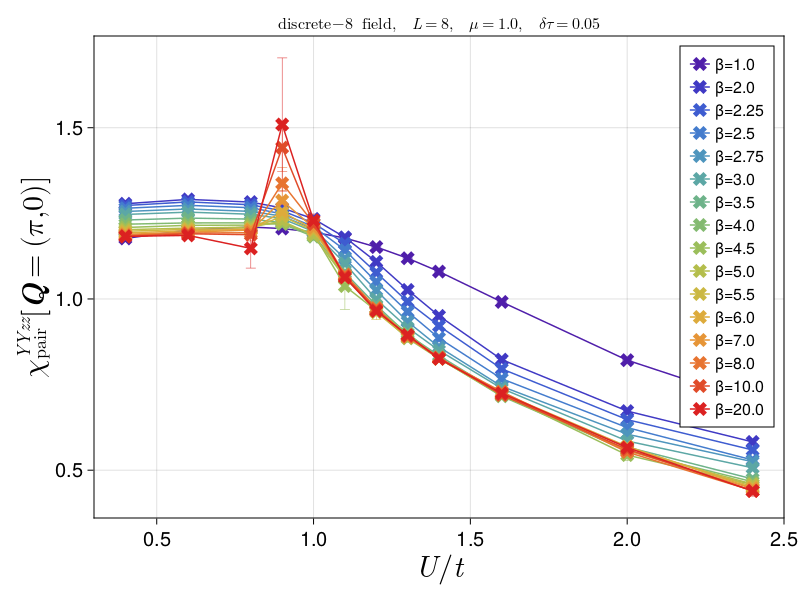 discrete−8 field, L = 8, μ = 1.0, δτ = 0.05
χ_pair^YYzz[Q = (π,0)]
1.5
1.0
0.5
β=1.0
β=2.0
β=2.25
β=2.5
β=2.75
β=3.0
β=3.5
β=4.0
β=4.5
β=5.0
β=5.5
β=6.0
β=7.0
β=8.0
β=10.0
β=20.0
0.5 1.0 1.5 2.0 2.5
U/t